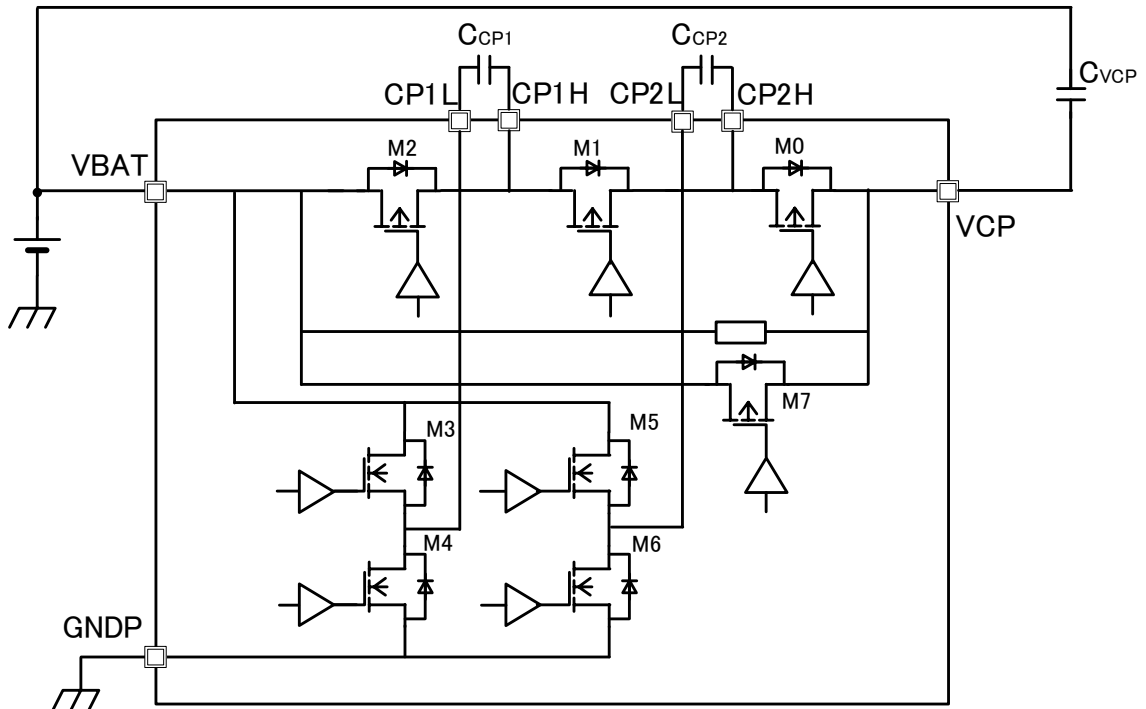 CCP1
CCP2
CVCP
CP1L
CP1H
CP2L
CP2H
VBAT
M2
M1
M0
VCP
M7
M3
M5
M4
M6
GNDP